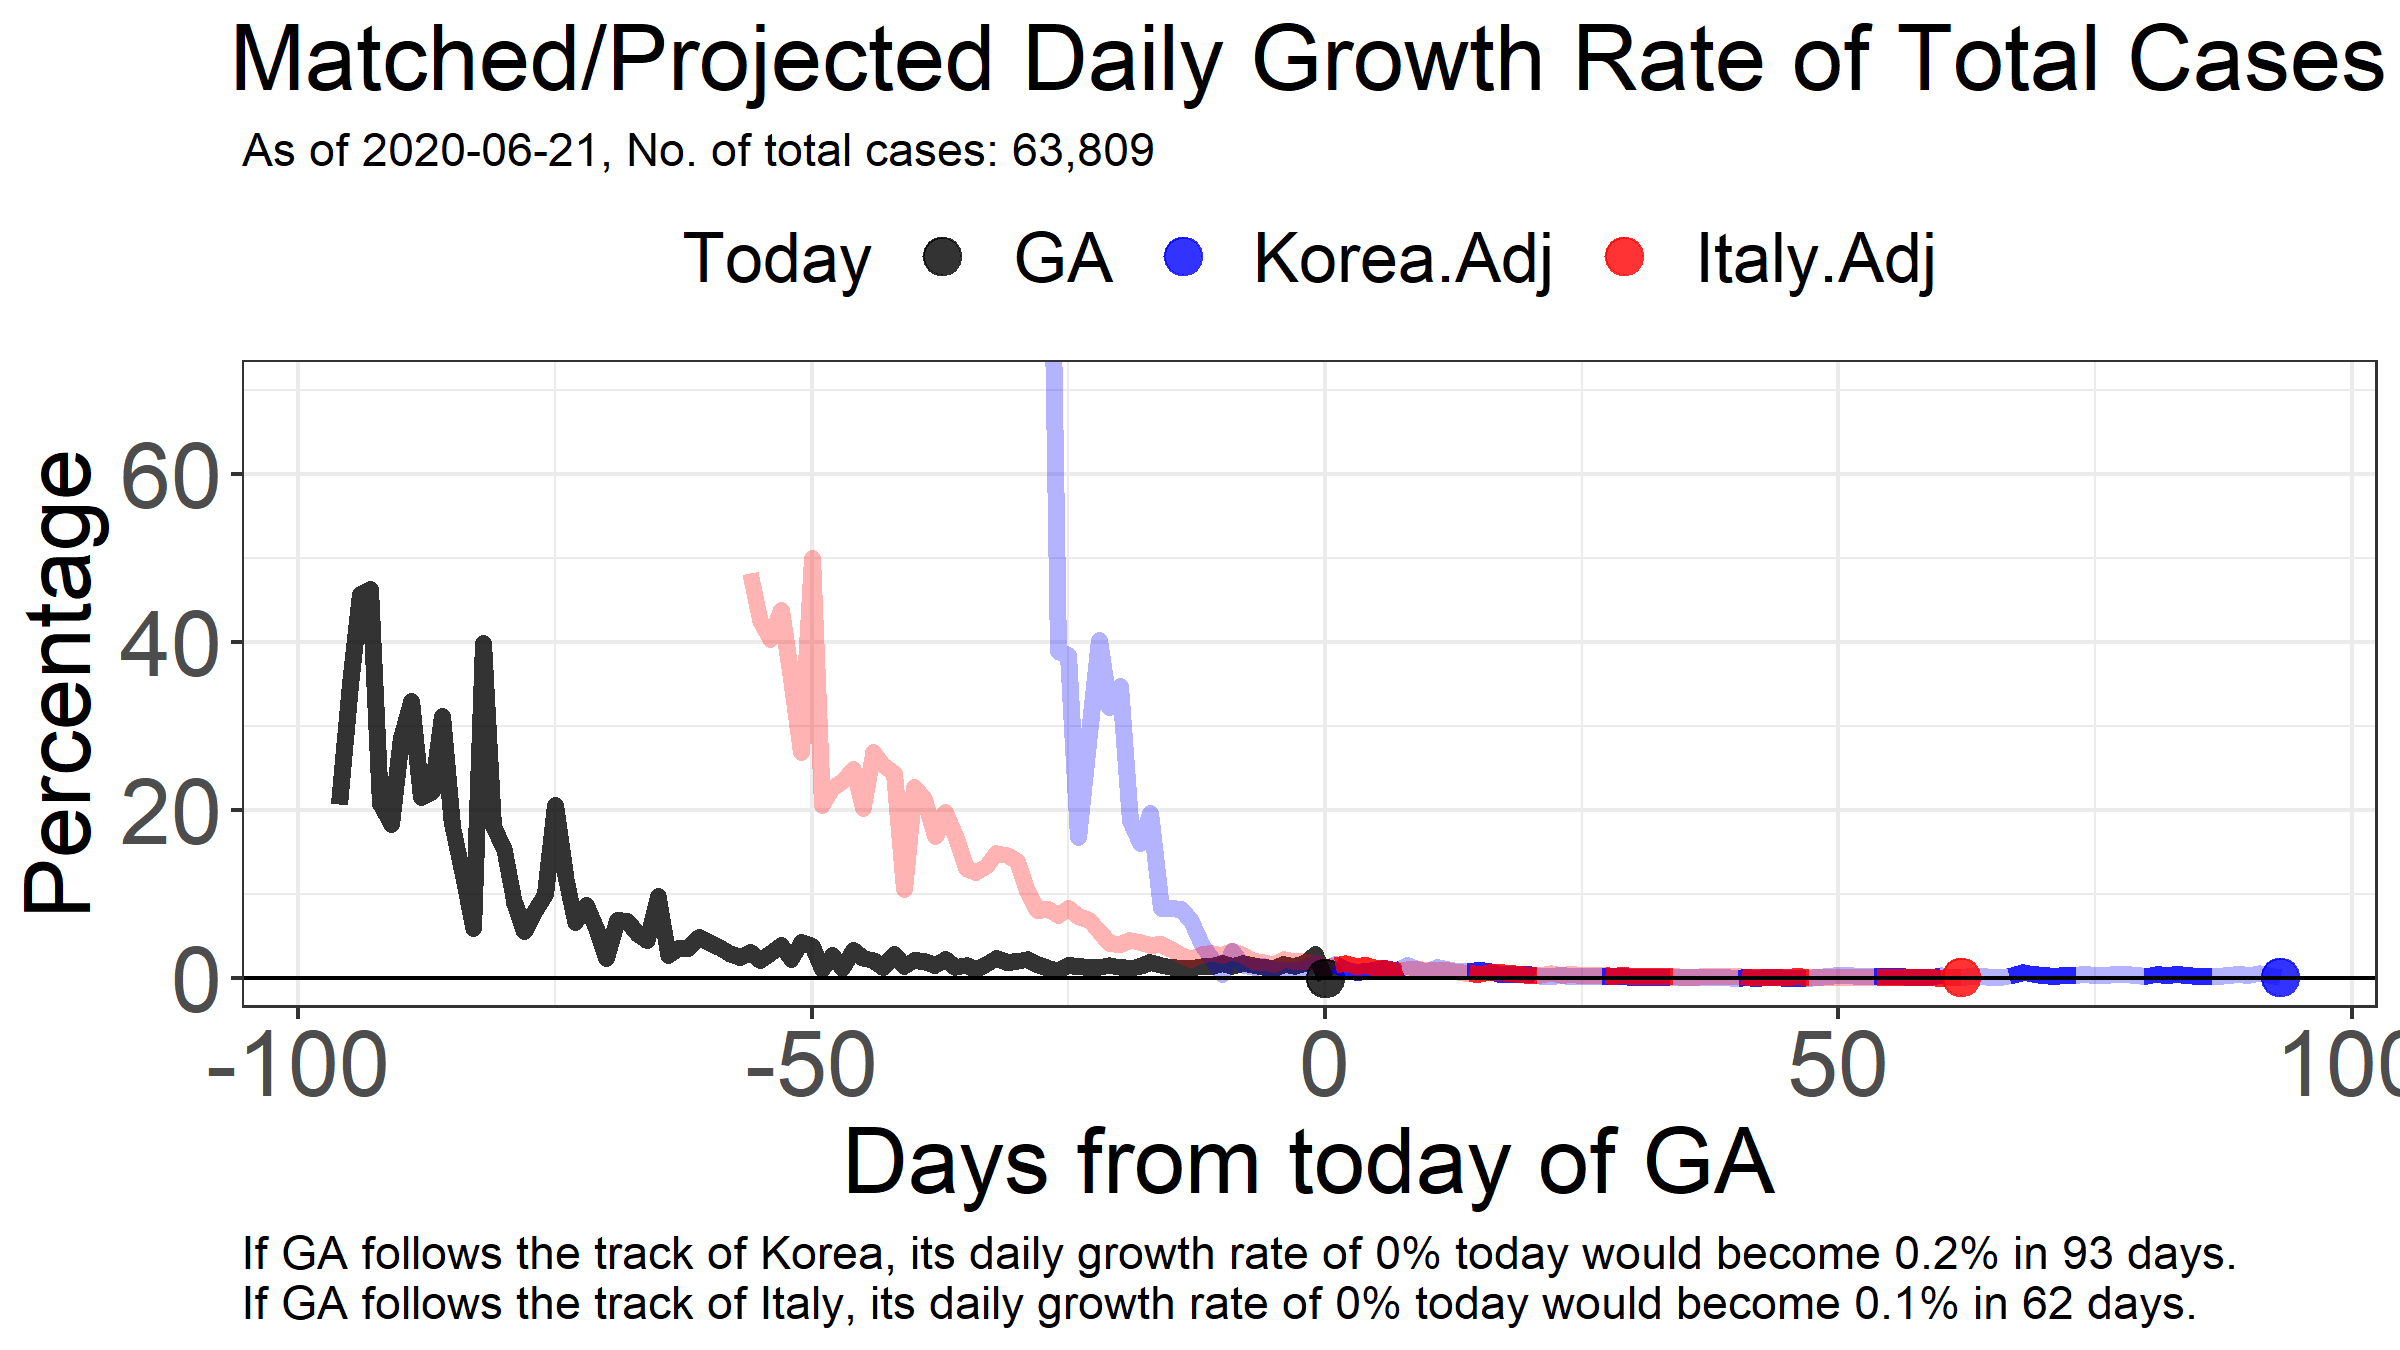 Matched/Projected Daily Growth Rate of Total Cases
As of 2020-06-21, No. of total cases: 63,809
Today GA Korea.Adj Italy.Adj
Percentage
60
40
20
0
-100 -50 0 50 100
Days from today of GA
If GA follows the track of Korea, its daily growth rate of 0% today would become 0.2% in 93 days.
If GA follows the track of Italy, its daily growth rate of 0% today would become 0.1% in 62 days.